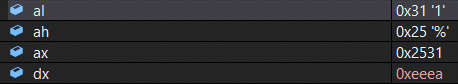 al 0x31 '1'
ah 0x25 '%'
ax 0x2531
dx 0xeeea